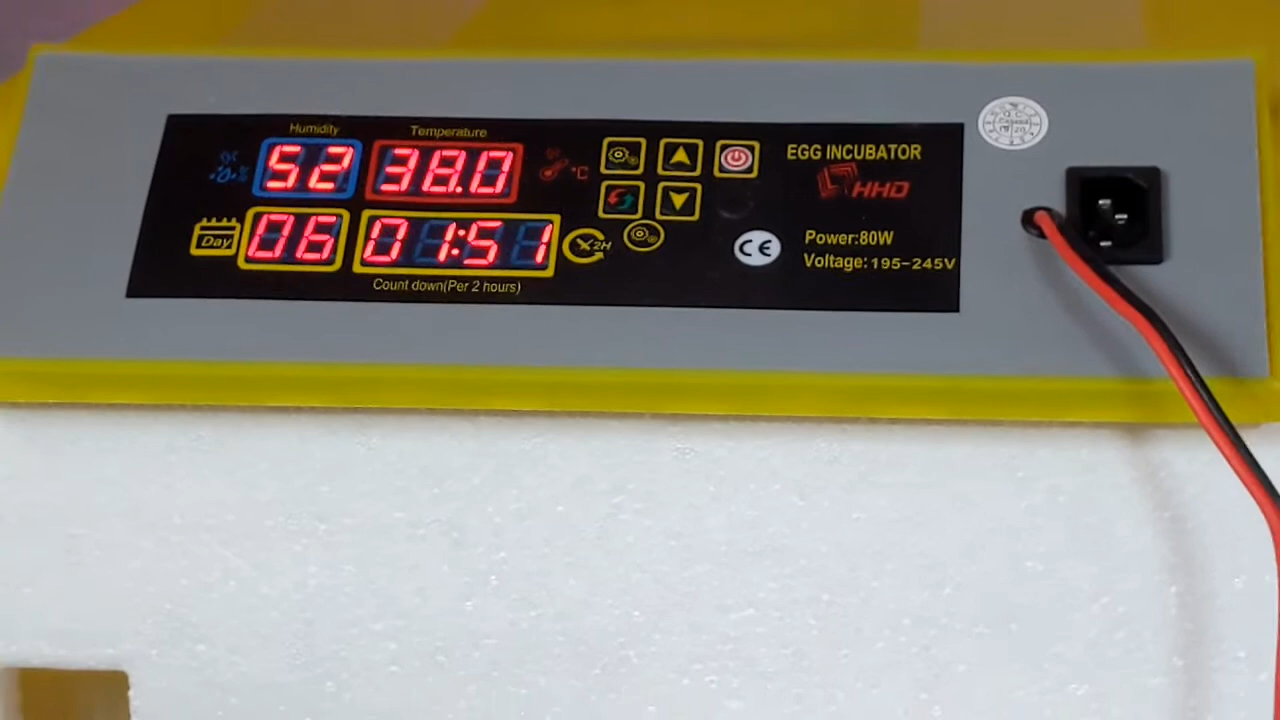 Humidity
Temperature
52
38.0
°C
EGG INCUBATOR
HHD
Day
06
01:51
2H
Power:80W
CE
Voltage: 195-245V
Count down(Per 2 hours)